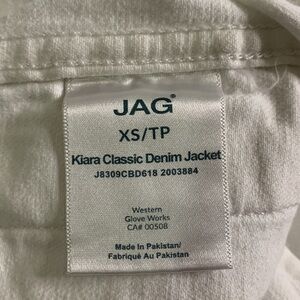 JAG®
XS/TP
Kiara Classic Denim Jacket
J8309CBD618 2003884
Western
Glove Works
CA# 00508
Made In Pakistan/
Fabriqué Au Pakistan